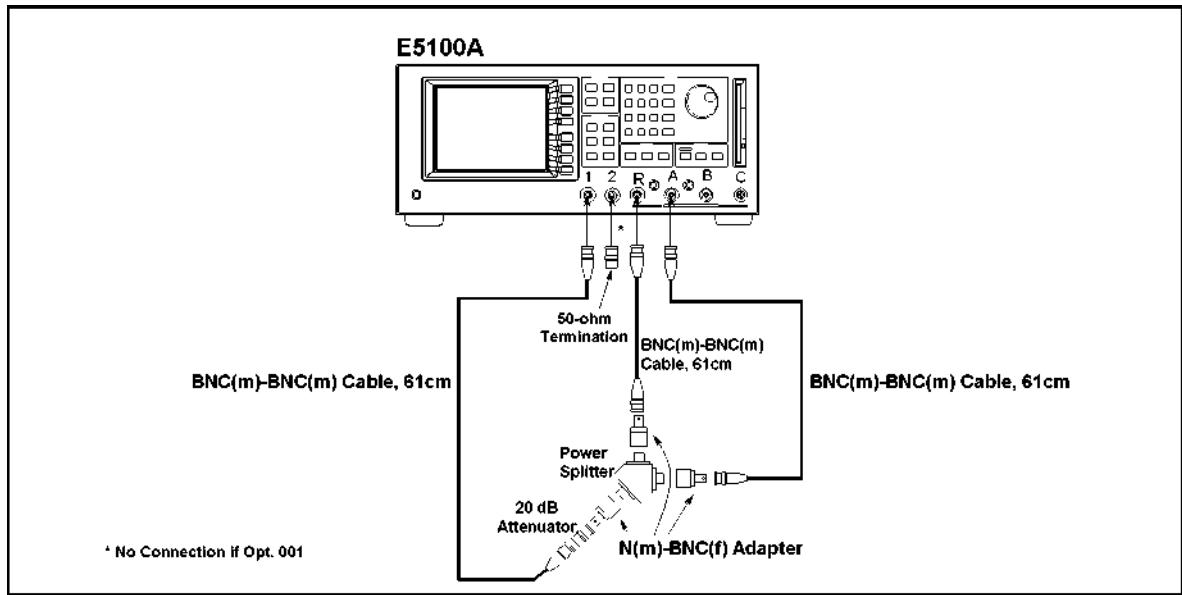 E5100A
1 2 R A B C
*
50-ohm
Termination
BNC(m)-BNC(m)
Cable, 61cm
BNC(m)-BNC(m) Cable, 61cm
BNC(m)-BNC(m) Cable, 61cm
Power
Splitter
20 dB
Attenuator
N(m)-BNC(f) Adapter
* No Connection if Opt. 001